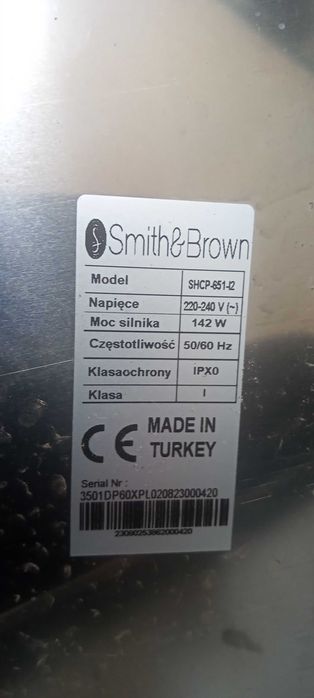 Smith&Brown
Model SHCP-651-I2
Napięce 220-240 V (~)
Moc silnika 142 W
Częstotliwość 50/60 Hz
Klasaochrony IPX0
Klasa I
CE MADE IN
TURKEY
Serial Nr :
3501DP60XPL020823000420
23080253862000420